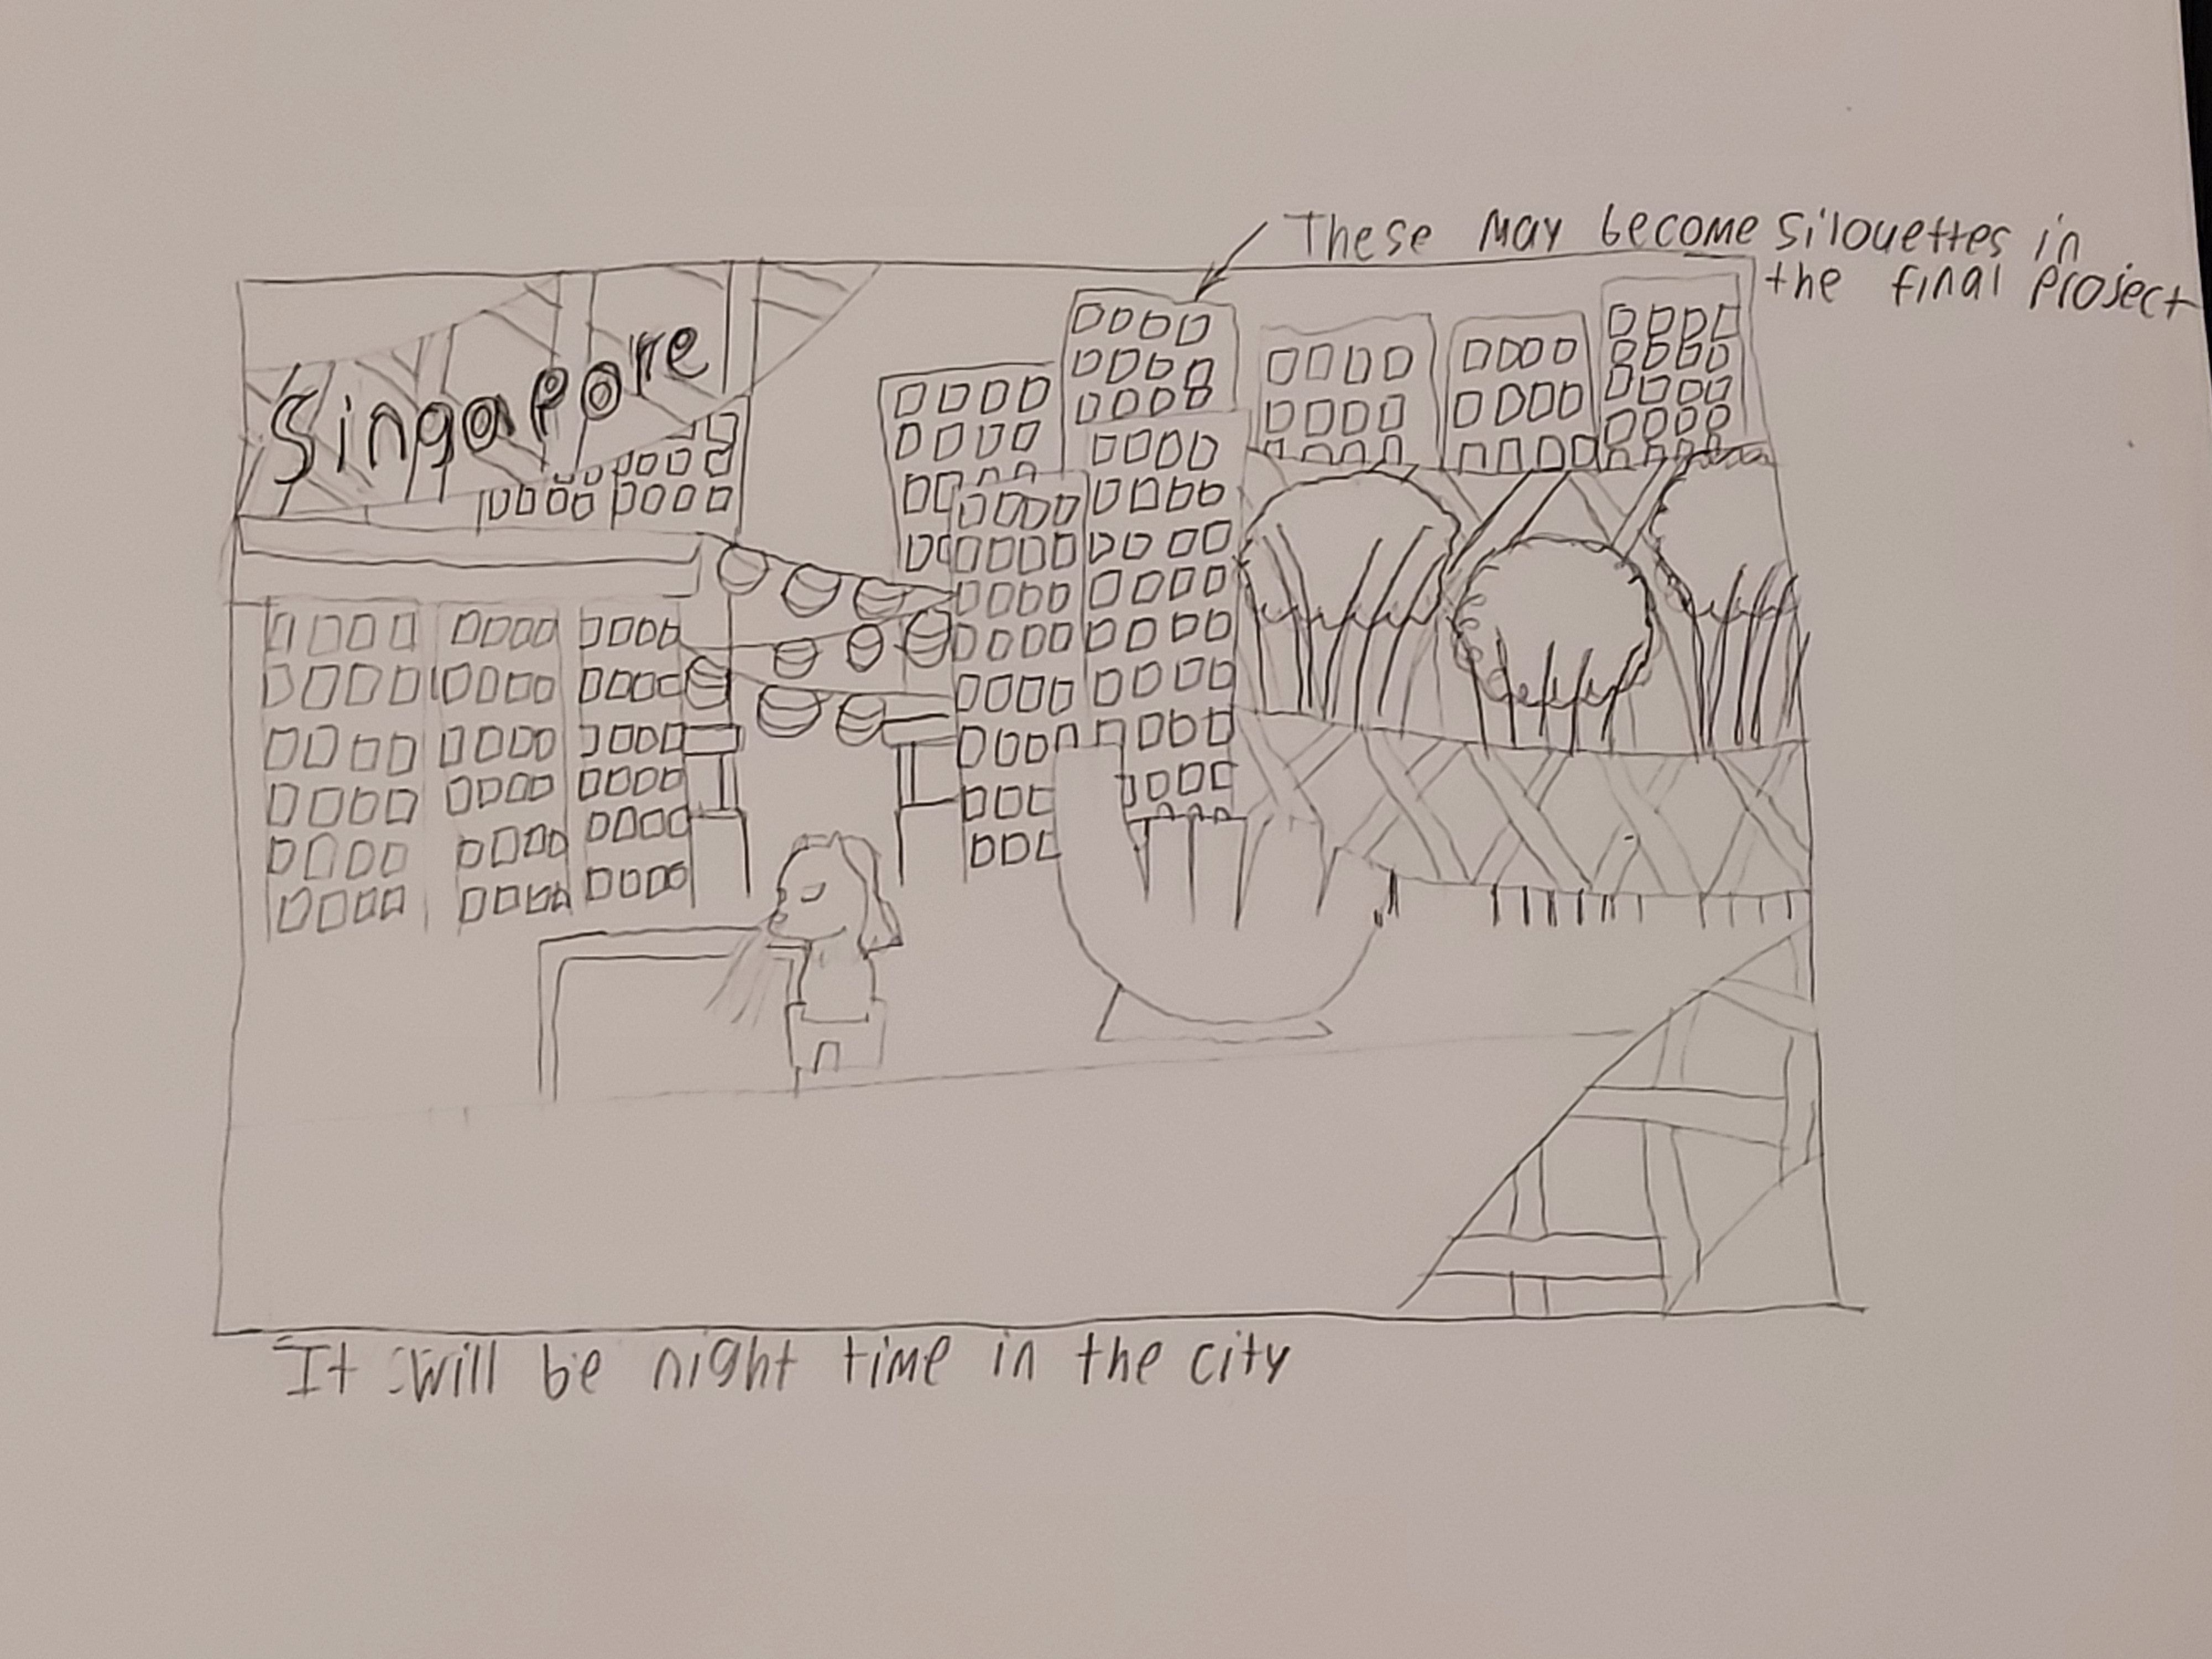 These may become silouettes in
the final project
Singapore
It will be night time in the city